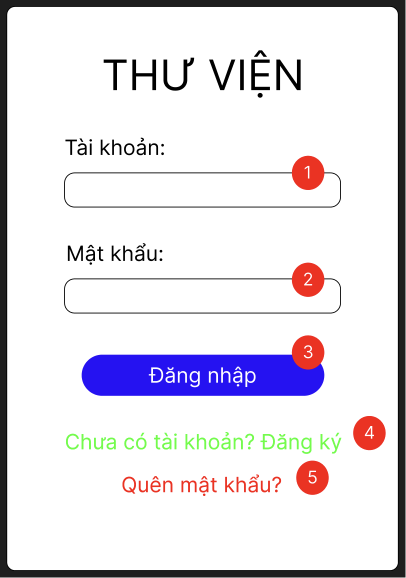 THƯ VIỆN
Tài khoản:
1
Mật khẩu:
2
3
Đăng nhập
4
Chưa có tài khoản? Đăng ký
5
Quên mật khẩu?